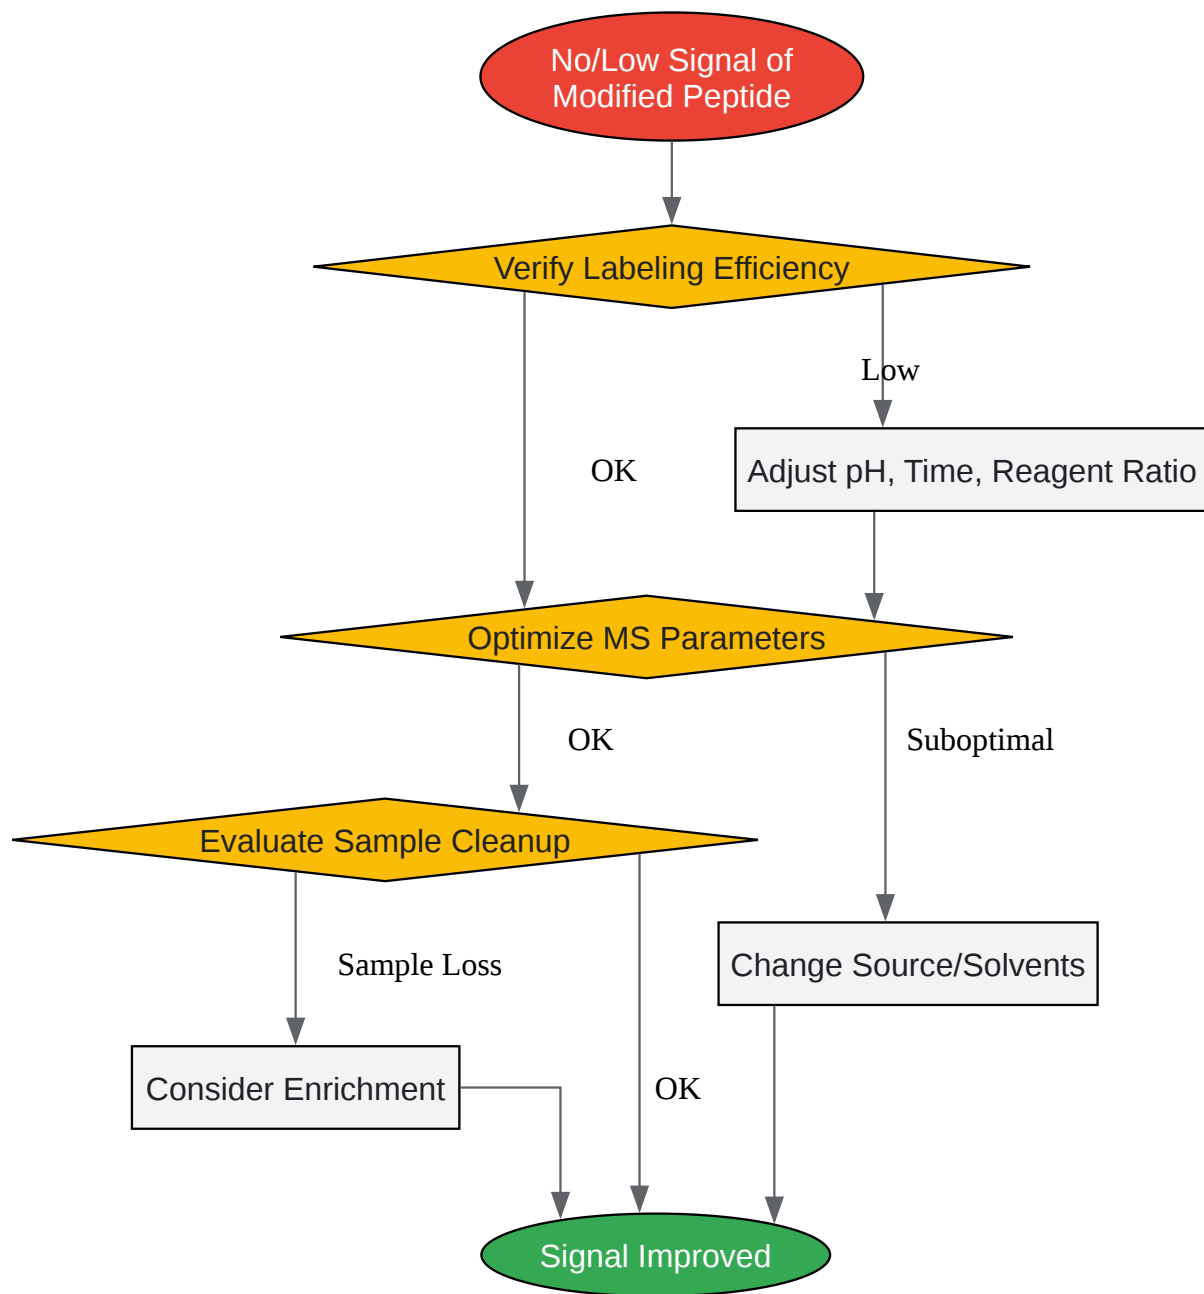 No/Low Signal of
Modified Peptide
Verify Labeling Efficiency
Low
OK
Adjust pH, Time, Reagent Ratio
Optimize MS Parameters
OK
Suboptimal
Evaluate Sample Cleanup
Sample Loss
Change Source/Solvents
Consider Enrichment
OK
Signal Improved